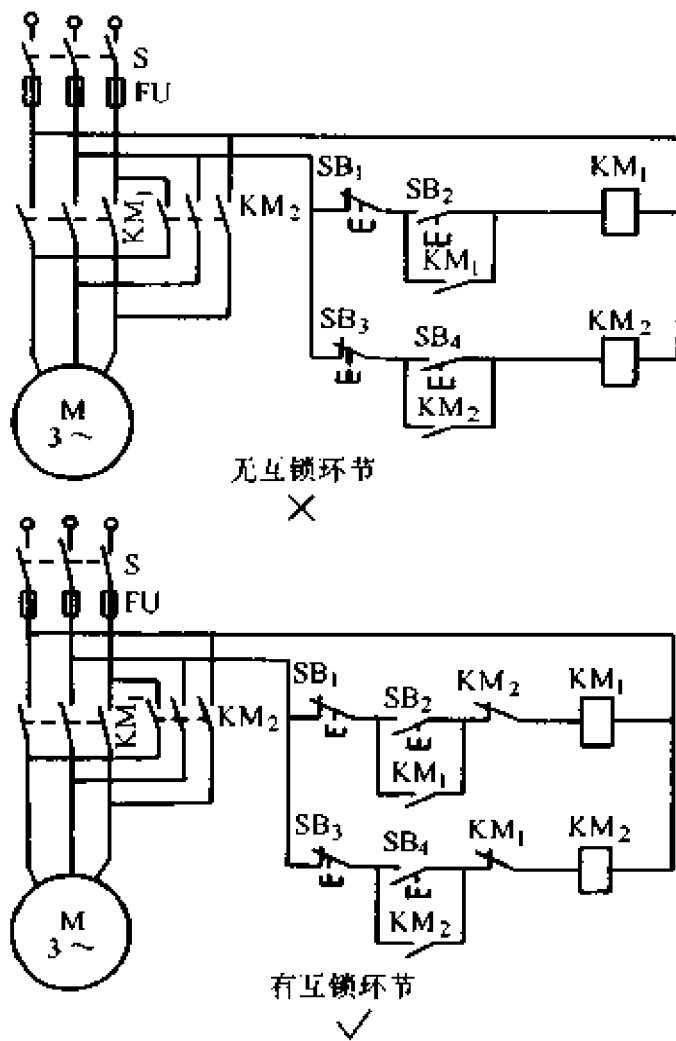 S
FU
KM₁
KM₂
SB₁
SB₂
KM₁
KM₁
SB₃
SB₄
KM₂
KM₂
M
3～
无互锁环节
×
S
FU
KM₁
KM₂
SB₁
SB₂
KM₂
KM₁
KM₁
SB₃
SB₄
KM₁
KM₂
KM₂
M
3～
有互锁环节
✓